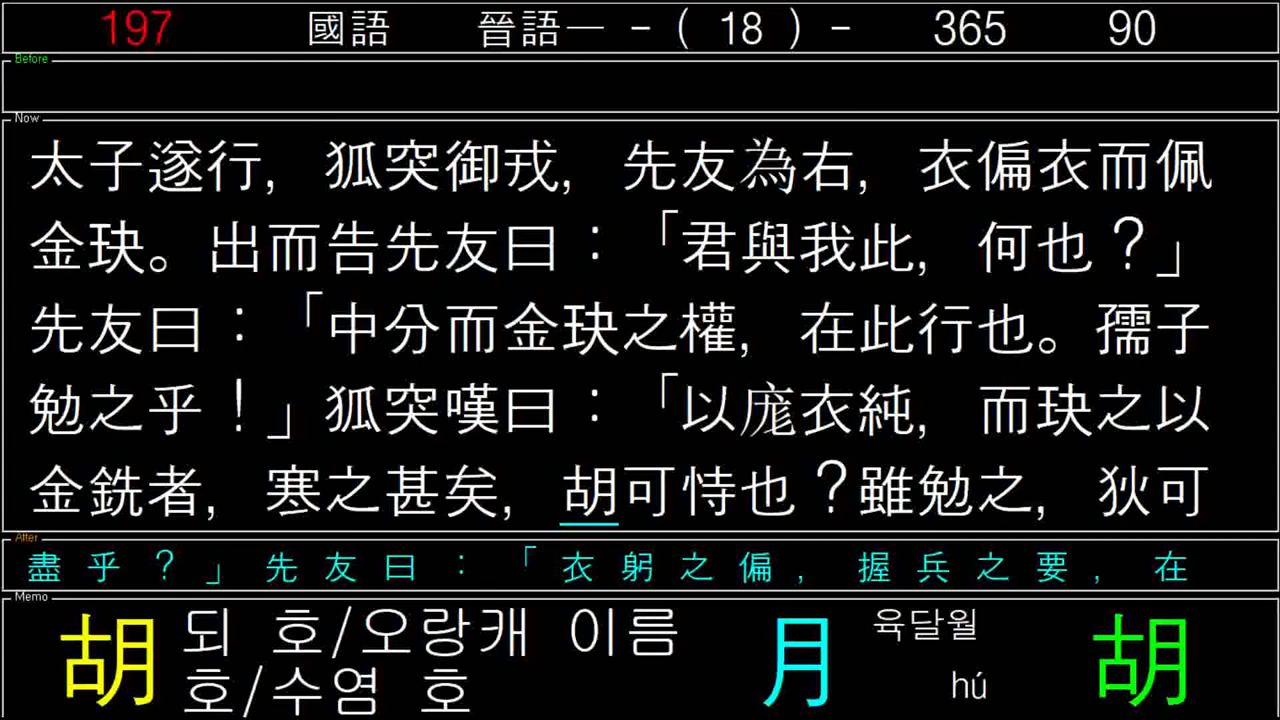 197 國語 晉語一 - ( 18 ) - 365 90
Before
Now
太子遂行, 狐突御戎, 先友為右, 衣偏衣而佩
金玦。出而告先友曰：「君與我此, 何也？」
先友曰：「中分而金玦之權, 在此行也。孺子
勉之乎！」狐突嘆曰：「以庬衣純, 而玦之以
金銑者, 寒之甚矣, 胡可恃也？雖勉之, 狄可
After
盡乎？」先友曰：「衣躬之偏, 握兵之要, 在
Memo
胡 되 호/오랑캐 이름 月 육달월 胡
호/수염 호 hú